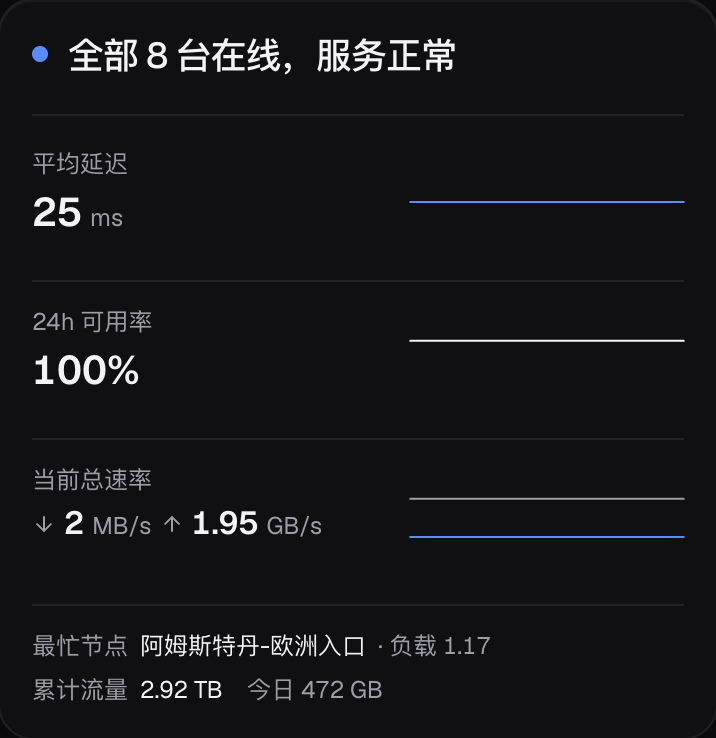 全部 8 台在线，服务正常
平均延迟
25 ms
24h 可用率
100%
当前总速率
↓ 2 MB/s ↑ 1.95 GB/s
最忙节点 阿姆斯特丹-欧洲入口 · 负载 1.17
累计流量 2.92 TB 今日 472 GB